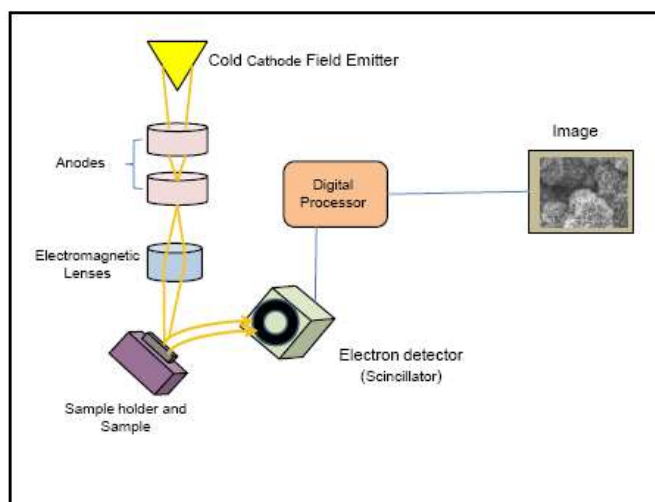 Cold Cathode Field Emitter
Anodes
Image
Digital
Processor
Electromagnetic
Lenses
Electron detector
(Scincillator)
Sample holder and
Sample